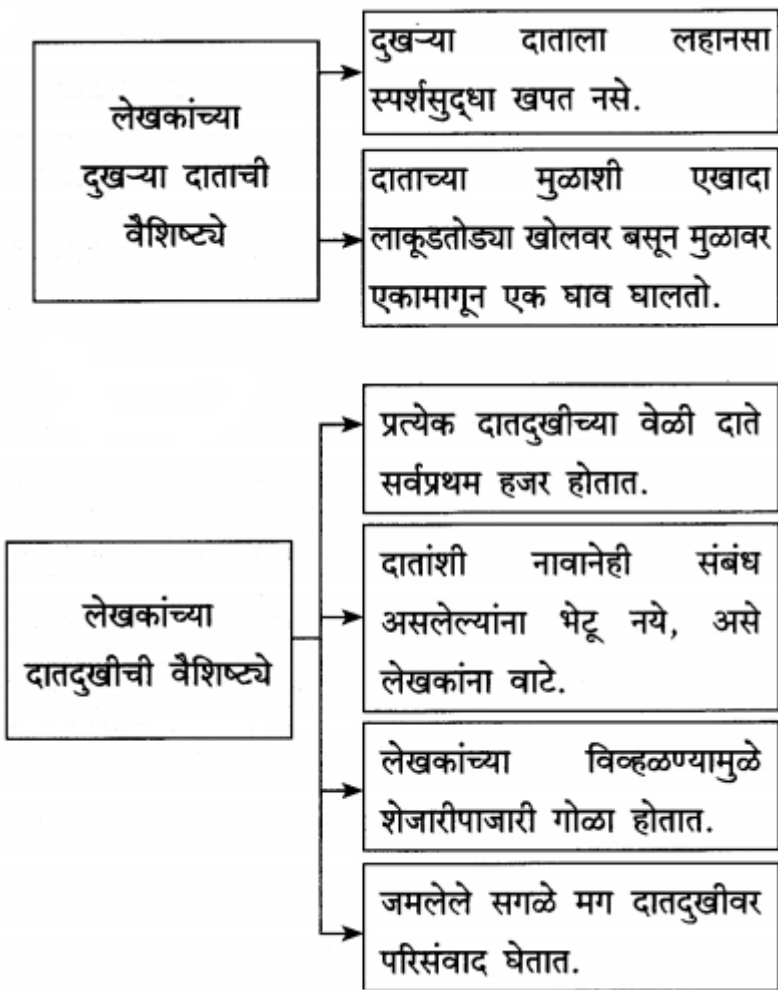 लेखकांच्या
दुखऱ्या दाताची
वैशिष्ट्ये
दुखऱ्या दाताला लहानसा
स्पर्शसुद्धा खपत नसे.
दाताच्या मुळाशी एखादा
लाकूडतोड्या खोलवर बसून मुळावर
एकामागून एक घाव घालतो.
लेखकांच्या
दातदुखीची वैशिष्ट्ये
प्रत्येक दातदुखीच्या वेळी दाते
सर्वप्रथम हजर होतात.
दातांशी नावानेही संबंध
असलेल्यांना भेटू नये, असे
लेखकांना वाटे.
लेखकांच्या विव्हळण्यामुळे
शेजारीपाजारी गोळा होतात.
जमलेले सगळे मग दातदुखीवर
परिसंवाद घेतात.